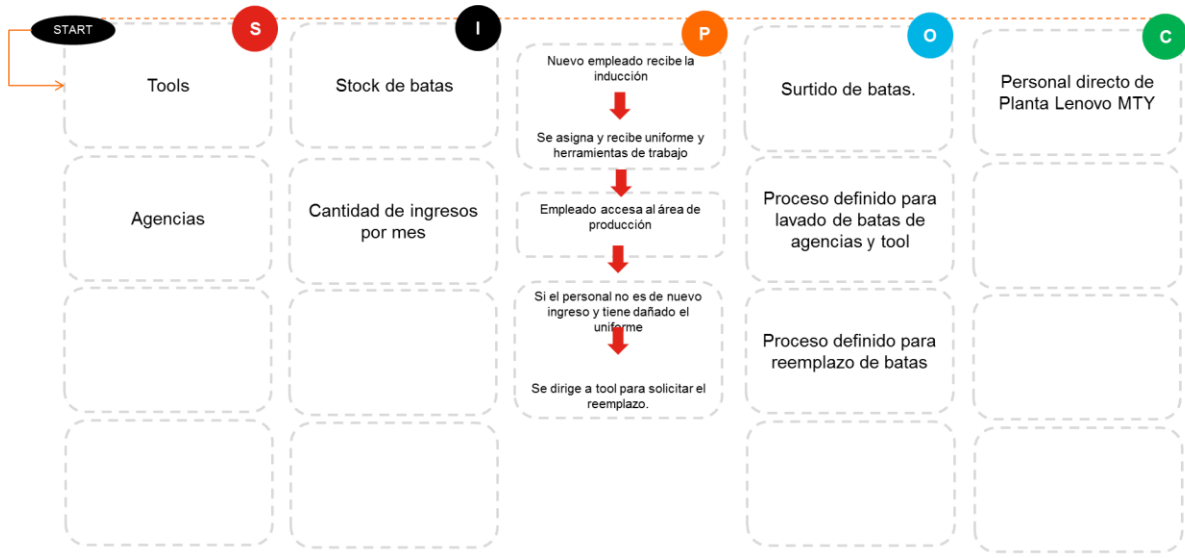 START
S
I
P
O
C
Tools
Agencias
Stock de batas
Cantidad de ingresos
por mes
Nuevo empleado recibe la
inducción
Se asigna y recibe uniforme y
herramientas de trabajo
Empleado accesa al área de
producción
Si el personal no es de nuevo
ingreso y tiene dañado el
uniforme
Se dirige a tool para solicitar el
reemplazo.
Surtido de batas.
Proceso definido para
lavado de batas de
agencias y tool
Proceso definido para
reemplazo de batas
Personal directo de
Planta Lenovo MTY